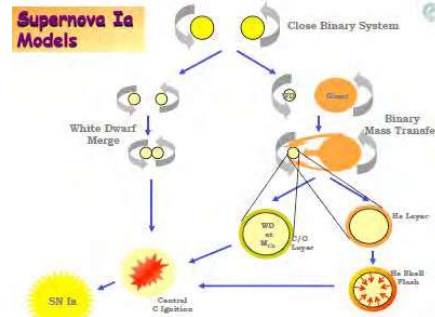 Supernova Ia
Models
Close Binary System
WD
Giant
White Dwarf
Merge
Binary
Mass Transfe
WD
at
M
C/O
Layer
He Layer
SN Ia
Central
C Ignition
He Shell
Flash